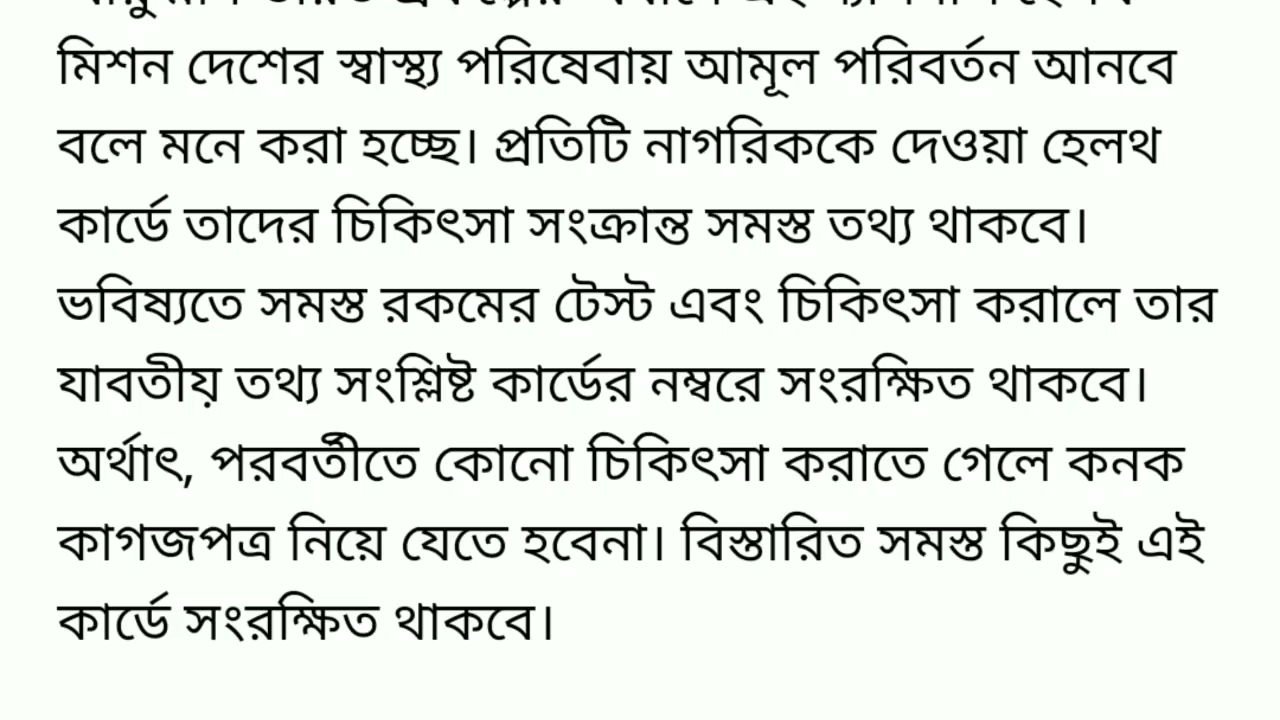 মিশন দেশের স্বাস্থ্য পরিষেবায় আমূল পরিবর্তন আনবে
বলে মনে করা হচ্ছে। প্রতিটি নাগরিককে দেওয়া হেলথ
কার্ডে তাদের চিকিৎসা সংক্রান্ত সমস্ত তথ্য থাকবে।
ভবিষ্যতে সমস্ত রকমের টেস্ট এবং চিকিৎসা করালে তার
যাবতীয় তথ্য সংশ্লিষ্ট কার্ডের নম্বরে সংরক্ষিত থাকবে।
অর্থাৎ, পরবর্তীতে কোনো চিকিৎসা করাতে গেলে কনক
কাগজপত্র নিয়ে যেতে হবেনা। বিস্তারিত সমস্ত কিছুই এই
কার্ডে সংরক্ষিত থাকবে।